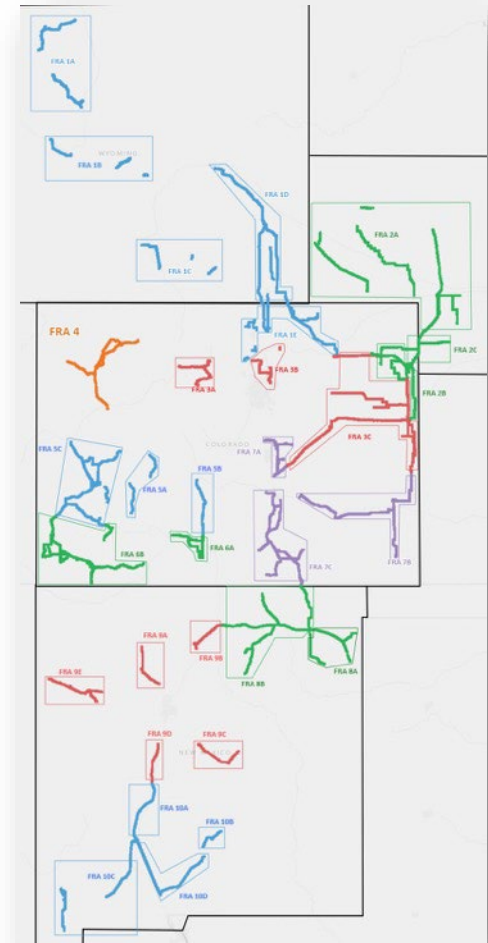 FRA 1A
WYOMING
FRA 1B
FRA 1D
FRA 2A
FRA 1C
FRA 4
FRA 1E
FRA 2C
FRA 3B
FRA 3A
FRA 2B
COLORADO
FRA 3C
FRA 7A
FRA 5C
FRA 5B
FRA 5A
FRA 6A
FRA 6B
FRA 7B
FRA 7C
FRA 9A
FRA 9B
FRA 8A
FRA 8B
FRA 9E
FRA 9D
FRA 9C
NEW MEXICO
FRA 10A
FRA 10B
FRA 10C
FRA 10D